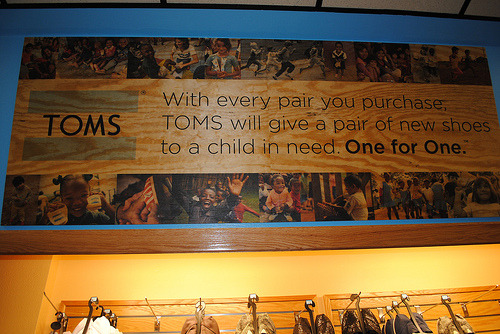 TOMS
With every pair you purchase,
TOMS will give a pair of new shoes
to a child in need. One for One.™